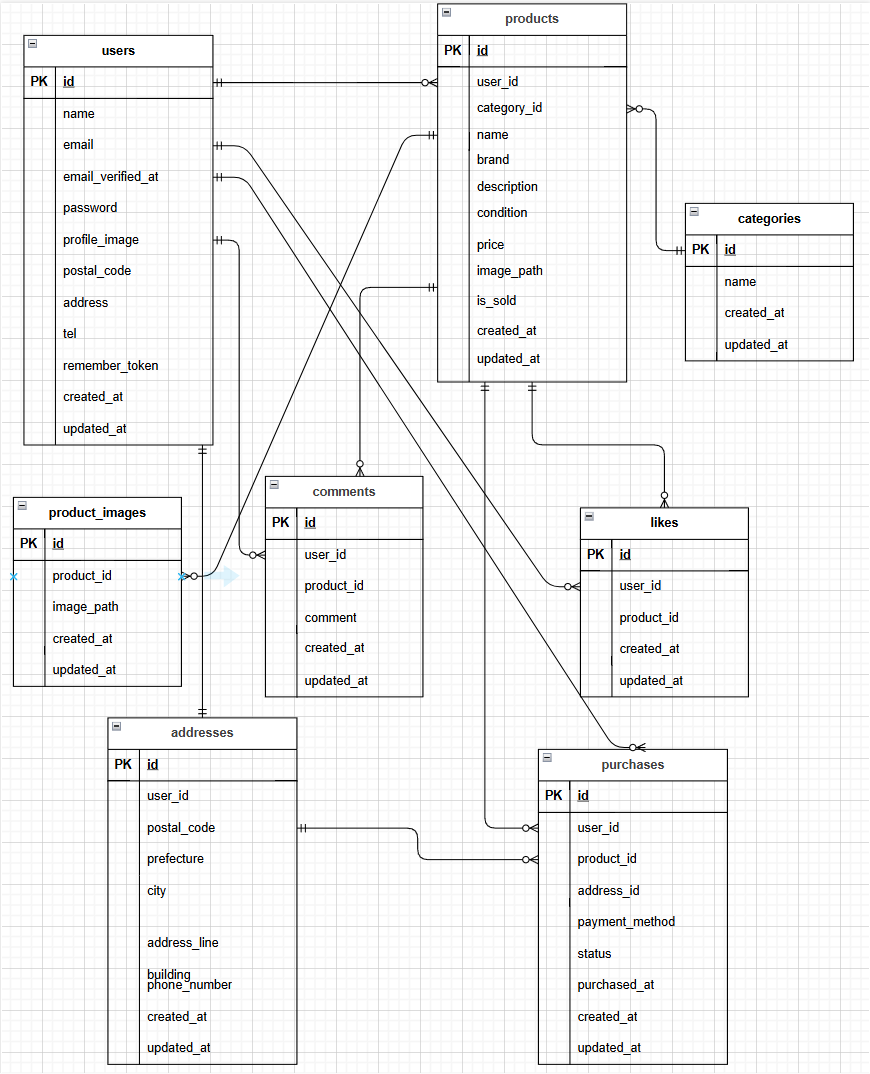 users
PK id
name
email
email_verified_at
password
profile_image
postal_code
address
tel
remember_token
created_at
updated_at
products
PK id
user_id
category_id
name
brand
description
condition
price
image_path
is_sold
created_at
updated_at
categories
PK id
name
created_at
updated_at
product_images
PK id
product_id
image_path
created_at
updated_at
comments
PK id
user_id
product_id
comment
created_at
updated_at
likes
PK id
user_id
product_id
created_at
updated_at
addresses
PK id
user_id
postal_code
prefecture
city
address_line
building
phone_number
created_at
updated_at
purchases
PK id
user_id
product_id
address_id
payment_method
status
purchased_at
created_at
updated_at